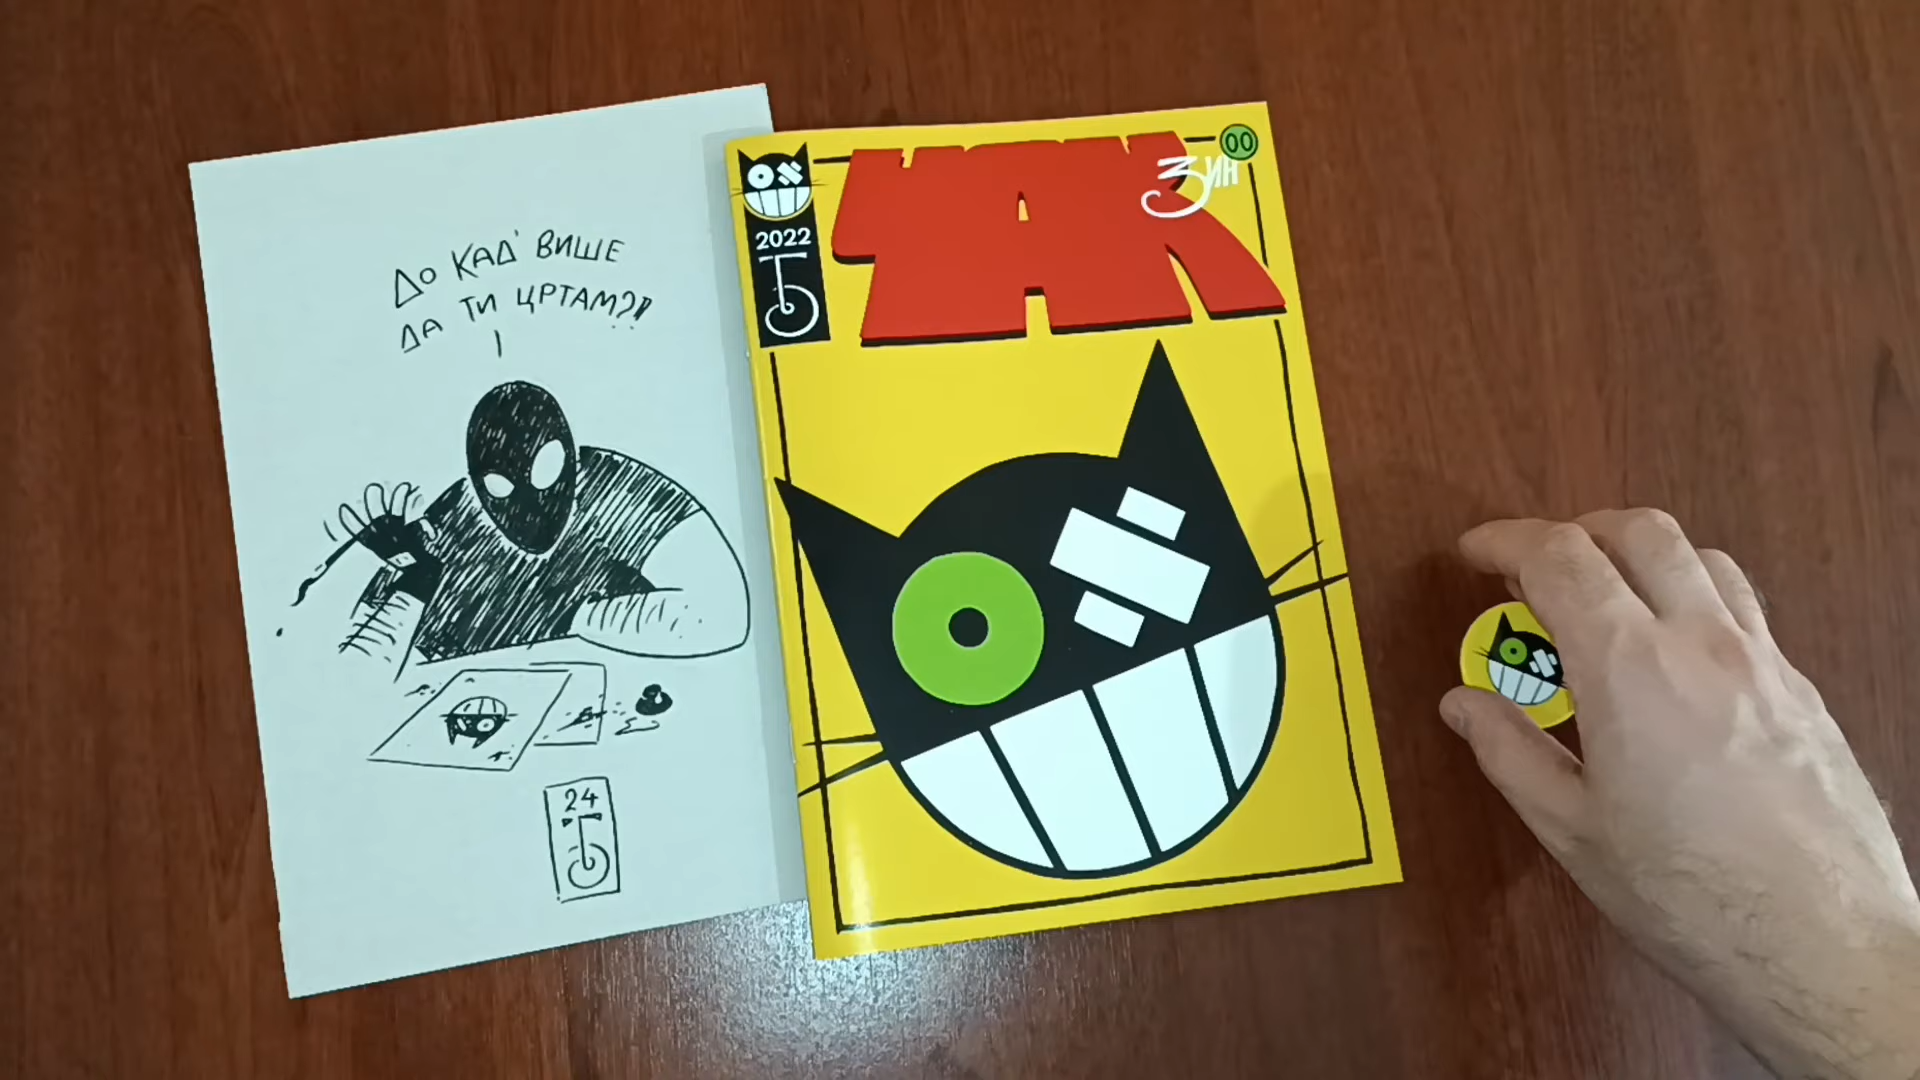 ДО КАД' ВИШЕ
ДА ТИ ЦРТАМ?!
24
2022
ЧАК
ЗИН
00